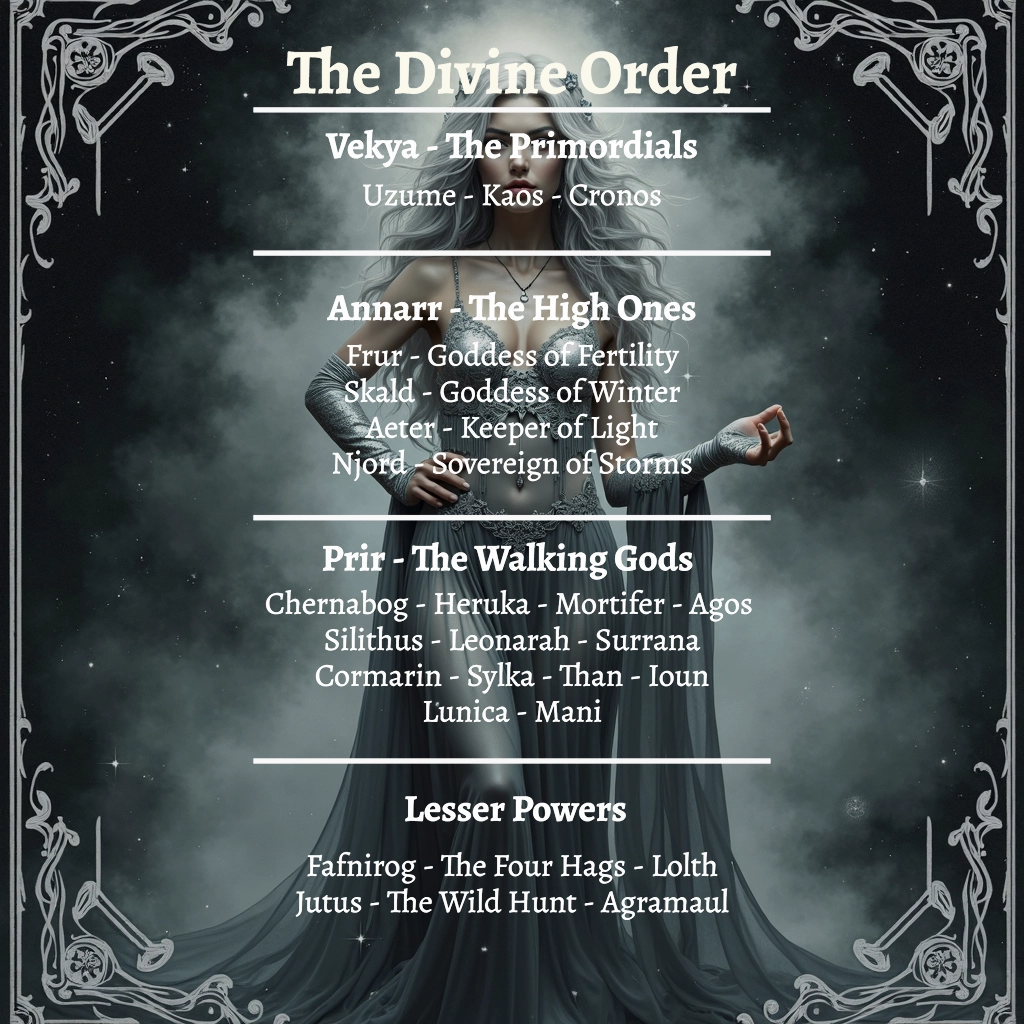 The Divine Order
Vekya - The Primordials
Uzume - Kaos - Cronos
Annarr - The High Ones
Frur - Goddess of Fertility
Skald - Goddess of Winter
Aeter - Keeper of Light
Njord - Sovereign of Storms
Prir - The Walking Gods
Chernabog - Heruka - Mortifer - Agos
Silithus - Leonarah - Surrana
Cormarin - Sylka - Than - Ioun
Lunica - Mani
Lesser Powers
Fafnirog - The Four Hags - Lolth
Jutus - The Wild Hunt - Agramaul